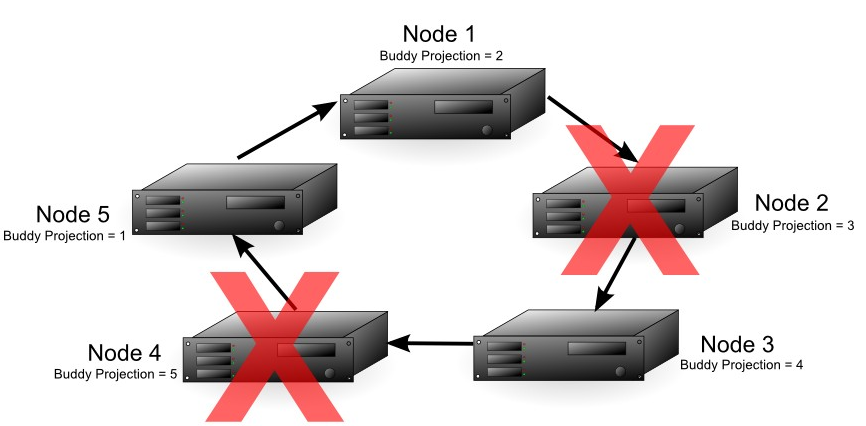 Node 1
Buddy Projection = 2
Node 2
Buddy Projection = 3
Node 5
Buddy Projection = 1
Node 4
Buddy Projection = 5
Node 3
Buddy Projection = 4